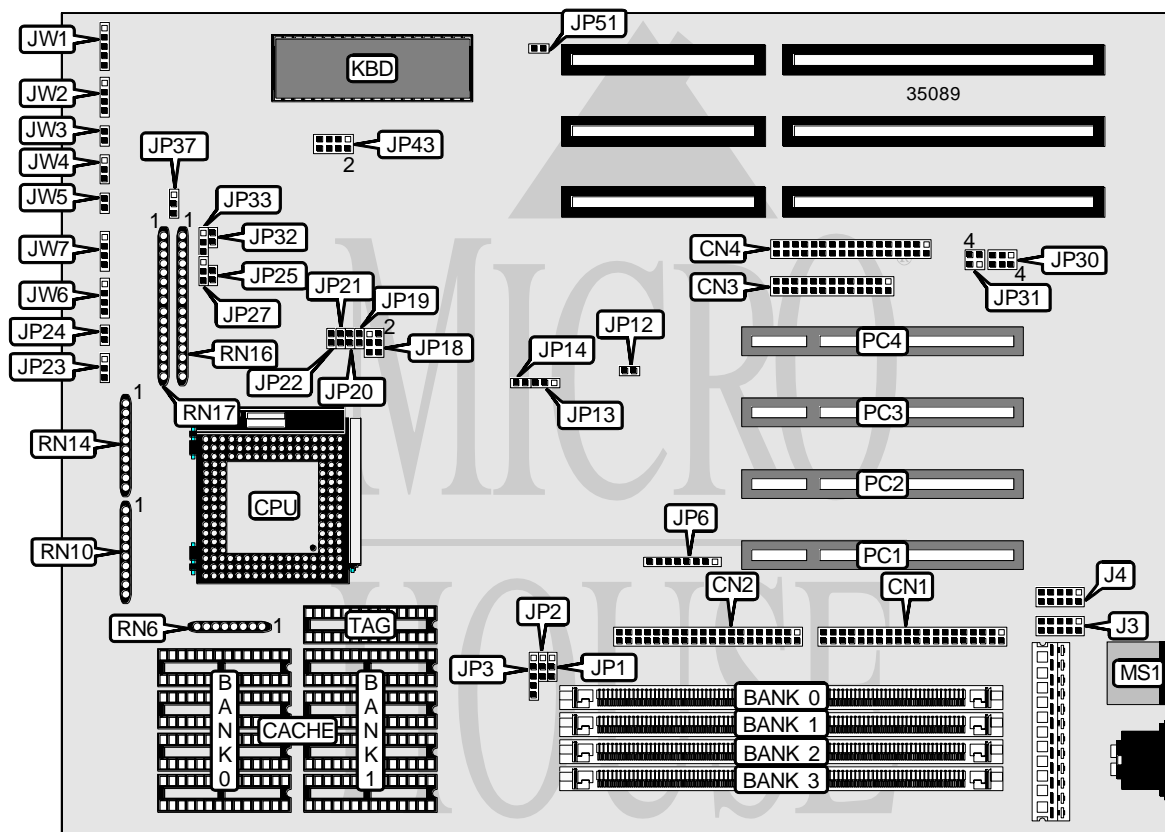 JP51
JW1
KBD
JW2
35089
JW3
JP37
JP43
JW4
2
JW5
JP33
1 1
JP32
CN4
4
JW7
JP25
JP30
CN3
4
JP21
JP19
JP31
JW6
JP27
2
JP12
JP24
JP18
JP14
PC4
RN16
JP22
JP23
JP20
JP13
RN17
1
PC3
RN14
MICRO
®
PC2
CPU
1
JP6
RN10
PC1
HOUSE
CN2
CN1
J4
JP2
RN6
1
TAG
J3
JP3
JP1
MS1
BANK 0
BANK 1
CACHE
BANK 0
BANK 1
BANK 2
BANK 3